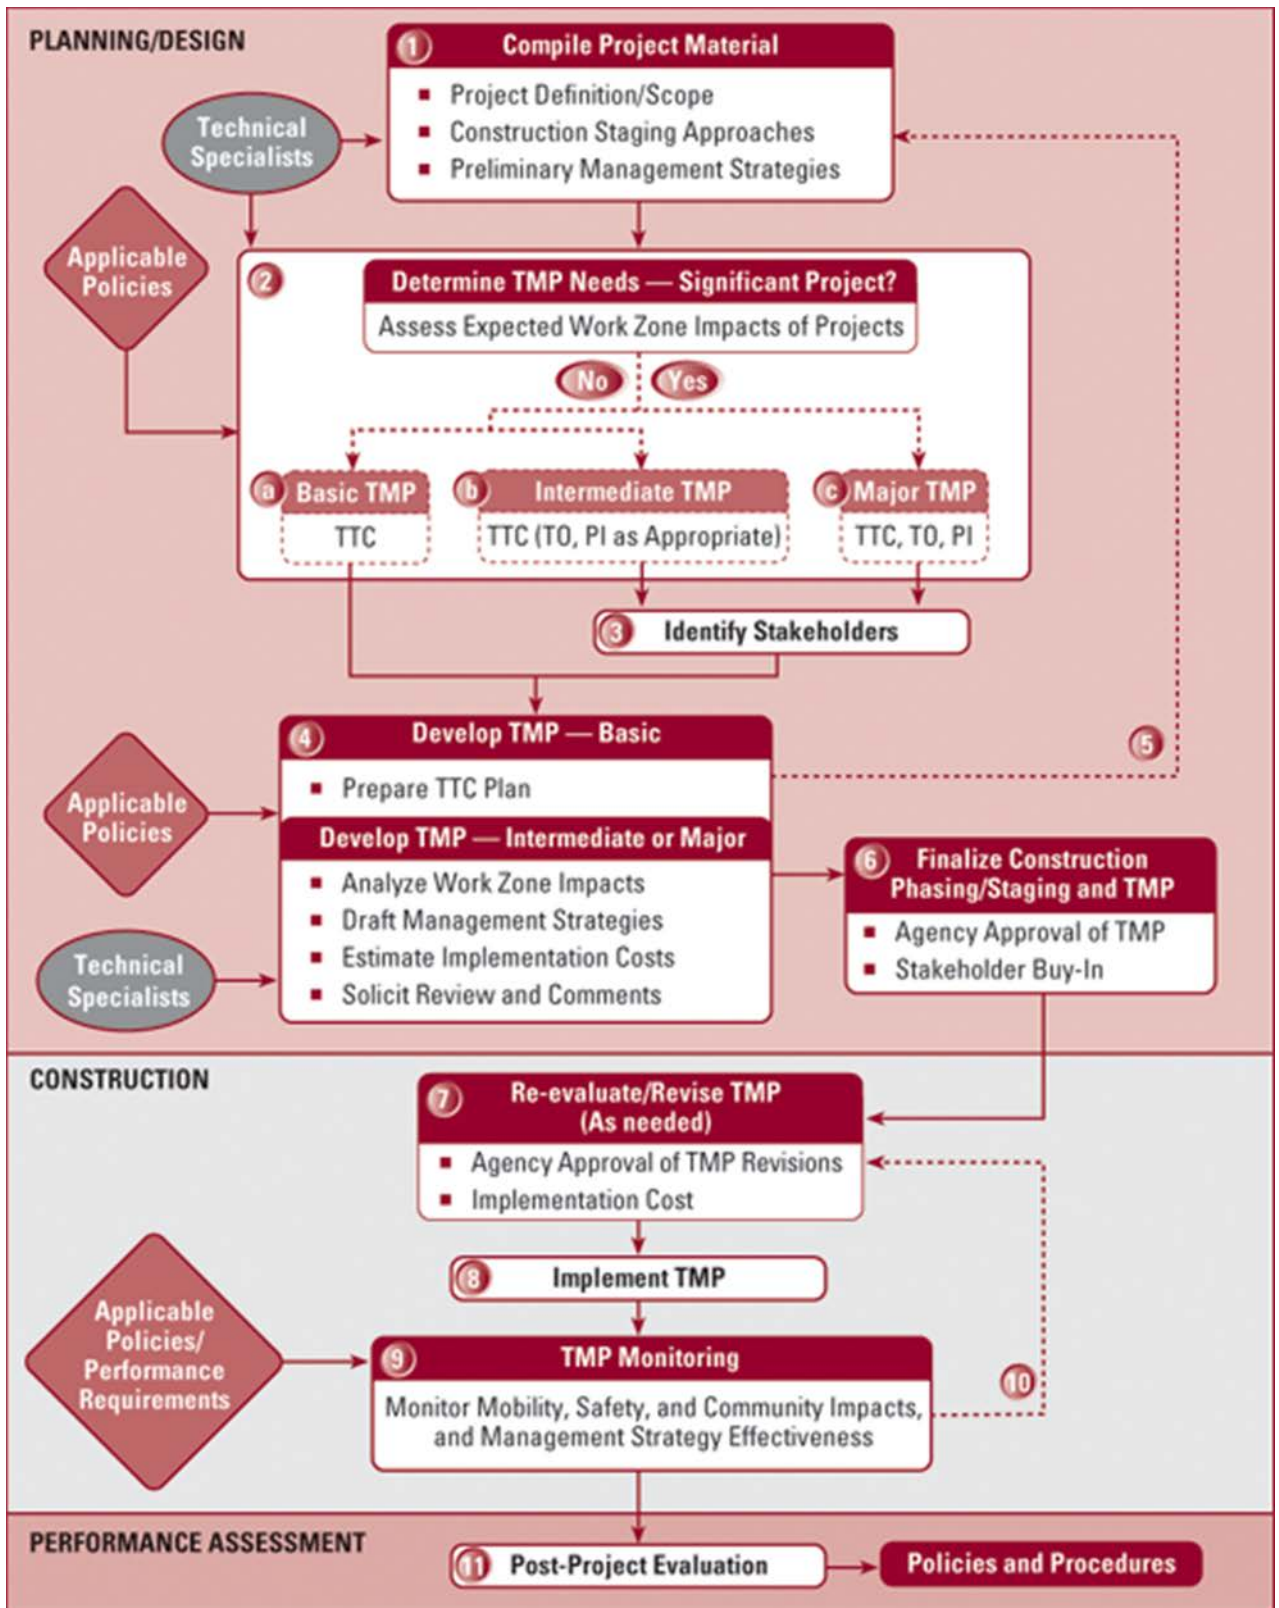 PLANNING/DESIGN
1
Compile Project Material
Project Definition/Scope
Construction Staging Approaches
Preliminary Management Strategies
Technical
Specialists
Applicable
Policies
2
Determine TMP Needs — Significant Project?
Assess Expected Work Zone Impacts of Projects
No
Yes
a
Basic TMP
TTC
b
Intermediate TMP
TTC (TO, PI as Appropriate)
c
Major TMP
TTC, TO, PI
3
Identify Stakeholders
4
Develop TMP — Basic
Prepare TTC Plan
5
Applicable
Policies
Develop TMP — Intermediate or Major
Analyze Work Zone Impacts
Draft Management Strategies
Estimate Implementation Costs
Solicit Review and Comments
Technical
Specialists
6
Finalize Construction
Phasing/Staging and TMP
Agency Approval of TMP
Stakeholder Buy-In
CONSTRUCTION
7
Re-evaluate/Revise TMP
(As needed)
Agency Approval of TMP Revisions
Implementation Cost
8
Implement TMP
Applicable
Policies/
Performance
Requirements
9
TMP Monitoring
Monitor Mobility, Safety, and Community Impacts,
and Management Strategy Effectiveness
10
PERFORMANCE ASSESSMENT
11
Post-Project Evaluation
Policies and Procedures